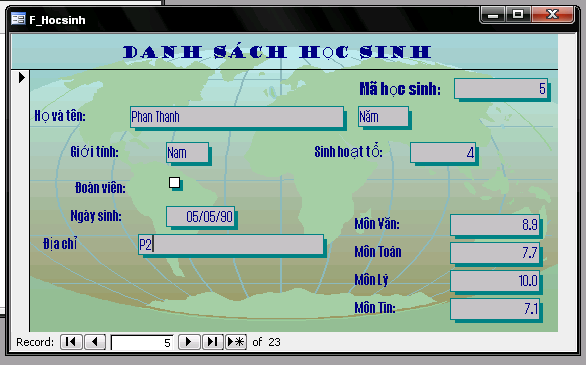 F_Hocsinh
DANH SÁCH HỌC SINH
Mã học sinh: 5
Họ và tên: Phan Thanh Năm
Giới tính: Nam Sinh hoạt tổ: 4
Đoàn viên:
Ngày sinh: 05/05/90
Môn Văn: 8.9
Địa chỉ P2
Môn Toán 7.7
Môn Lý 10.0
Môn Tin: 7.1
Record: 5 of 23